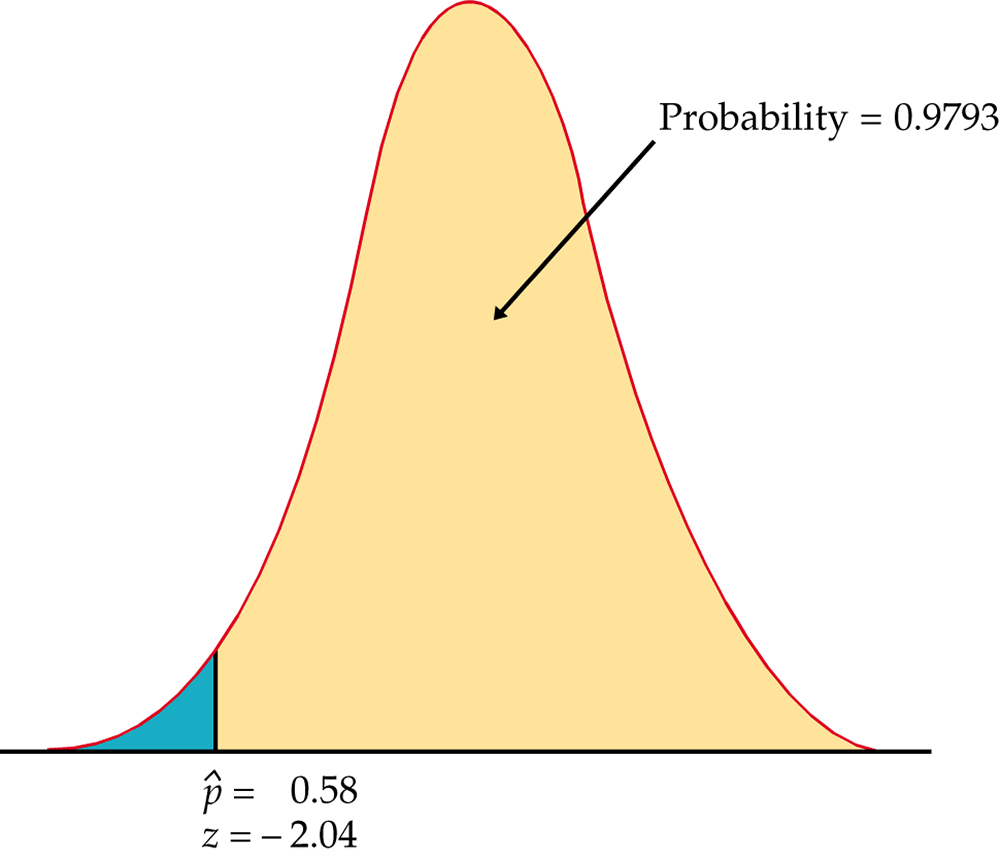 Probability = 0.9793
p̂ = 0.58
z = – 2.04